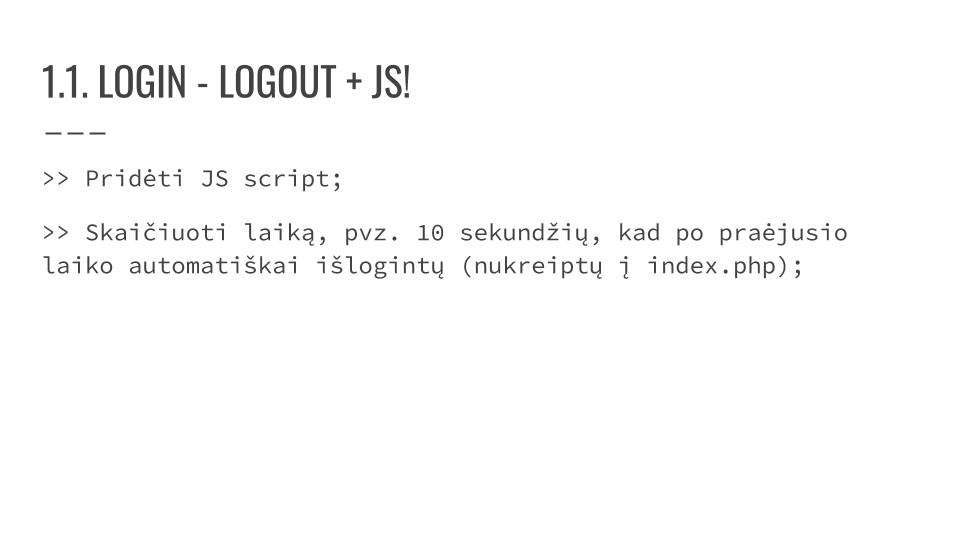 1.1. LOGIN - LOGOUT + JS!
>> Pridėti JS script;
>> Skaičiuoti laiką, pvz. 10 sekundžių, kad po praėjusio
laiko automatiškai išlogintų (nukreiptų į index.php);